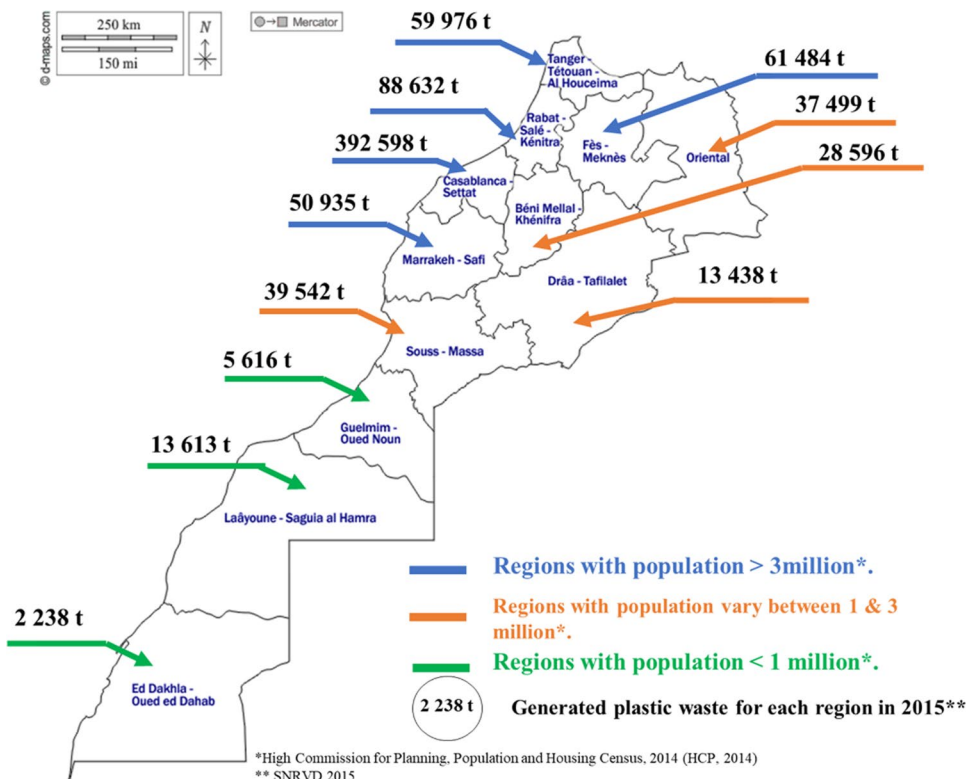 © d-maps.com
250 km
150 mi
N
Mercator
59 976 t
Tanger -
Tétouan -
Al Houceima
61 484 t
88 632 t
37 499 t
Rabat -
Salé -
Kénitra
Fès -
Meknès
Oriental
392 598 t
28 596 t
Casablanca -
Settat
Béni Mellal -
Khénifra
50 935 t
Marrakeh - Safi
Drâa - Tafilalet
13 438 t
39 542 t
Souss - Massa
5 616 t
Guelmim -
Oued Noun
13 613 t
Laâyoune - Saguia al Hamra
2 238 t
Ed Dakhla -
Oued ed Dahab
Regions with population > 3million*.
Regions with population vary between 1 & 3
million*.
Regions with population < 1 million*.
2 238 t
Generated plastic waste for each region in 2015**
*High Commission for Planning, Population and Housing Census, 2014 (HCP, 2014)
** SNRVD 2015